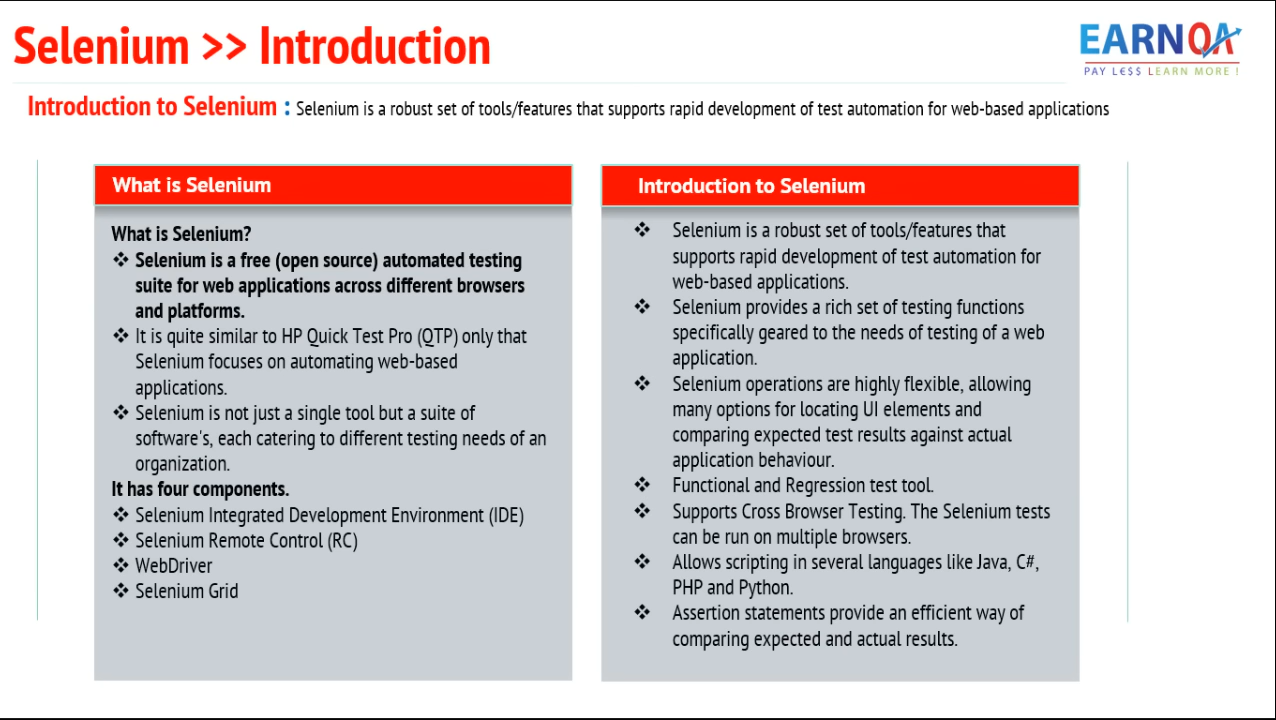 Selenium >> Introduction
EARNQA
PAY LE$$ LEARN MORE !
Introduction to Selenium : Selenium is a robust set of tools/features that supports rapid development of test automation for web-based applications
What is Selenium
What is Selenium?
❖ Selenium is a free (open source) automated testing
suite for web applications across different browsers
and platforms.
❖ It is quite similar to HP Quick Test Pro (QTP) only that
Selenium focuses on automating web-based
applications.
❖ Selenium is not just a single tool but a suite of
software's, each catering to different testing needs of an
organization.
It has four components.
❖ Selenium Integrated Development Environment (IDE)
❖ Selenium Remote Control (RC)
❖ WebDriver
❖ Selenium Grid
Introduction to Selenium
❖ Selenium is a robust set of tools/features that
supports rapid development of test automation for
web-based applications.
❖ Selenium provides a rich set of testing functions
specifically geared to the needs of testing of a web
application.
❖ Selenium operations are highly flexible, allowing
many options for locating UI elements and
comparing expected test results against actual
application behaviour.
❖ Functional and Regression test tool.
❖ Supports Cross Browser Testing. The Selenium tests
can be run on multiple browsers.
❖ Allows scripting in several languages like Java, C#,
PHP and Python.
❖ Assertion statements provide an efficient way of
comparing expected and actual results.